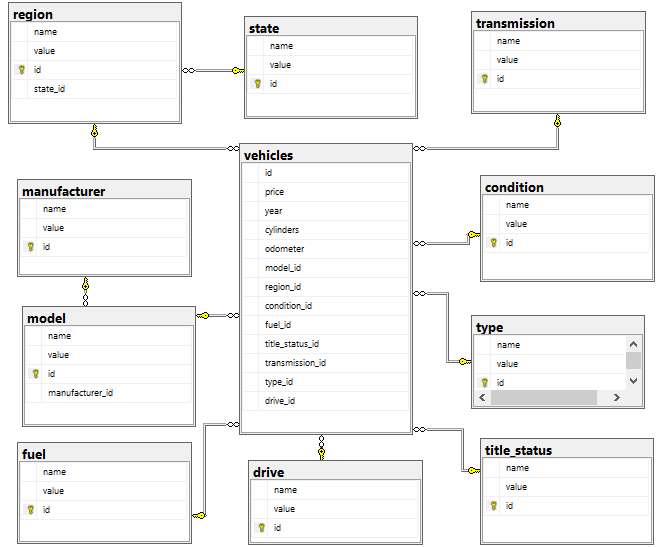 region
name
value
id
state_id
state
name
value
id
transmission
name
value
id
vehicles
id
price
year
cylinders
odometer
model_id
region_id
condition_id
fuel_id
title_status_id
transmission_id
type_id
drive_id
manufacturer
name
value
id
condition
name
value
id
model
name
value
id
manufacturer_id
type
name
value
id
fuel
name
value
id
drive
name
value
id
title_status
name
value
id